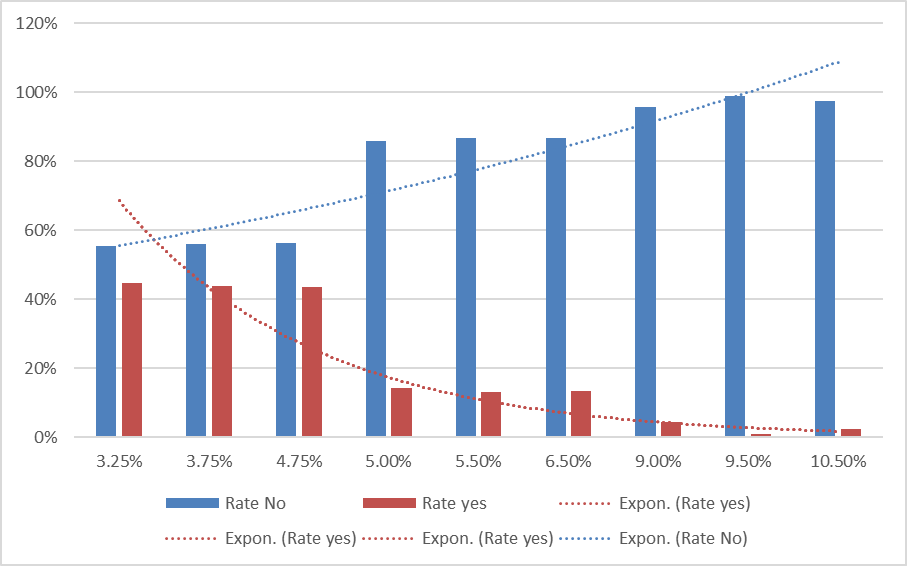 120%
100%
80%
60%
40%
20%
0%
3.25% 3.75% 4.75% 5.00% 5.50% 6.50% 9.00% 9.50% 10.50%
Rate No Rate yes Expon. (Rate yes)
Expon. (Rate yes) Expon. (Rate yes) Expon. (Rate No)